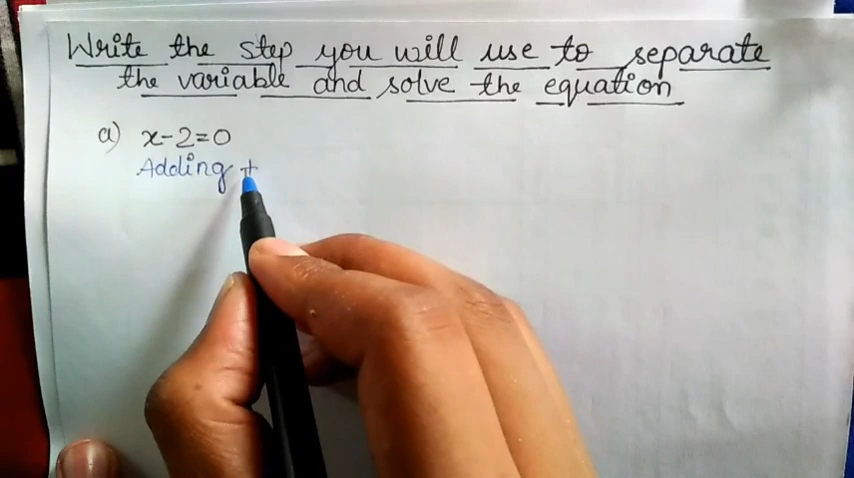 Write the step you will use to separate
the variable and solve the equation
a) x-2=0
Adding +